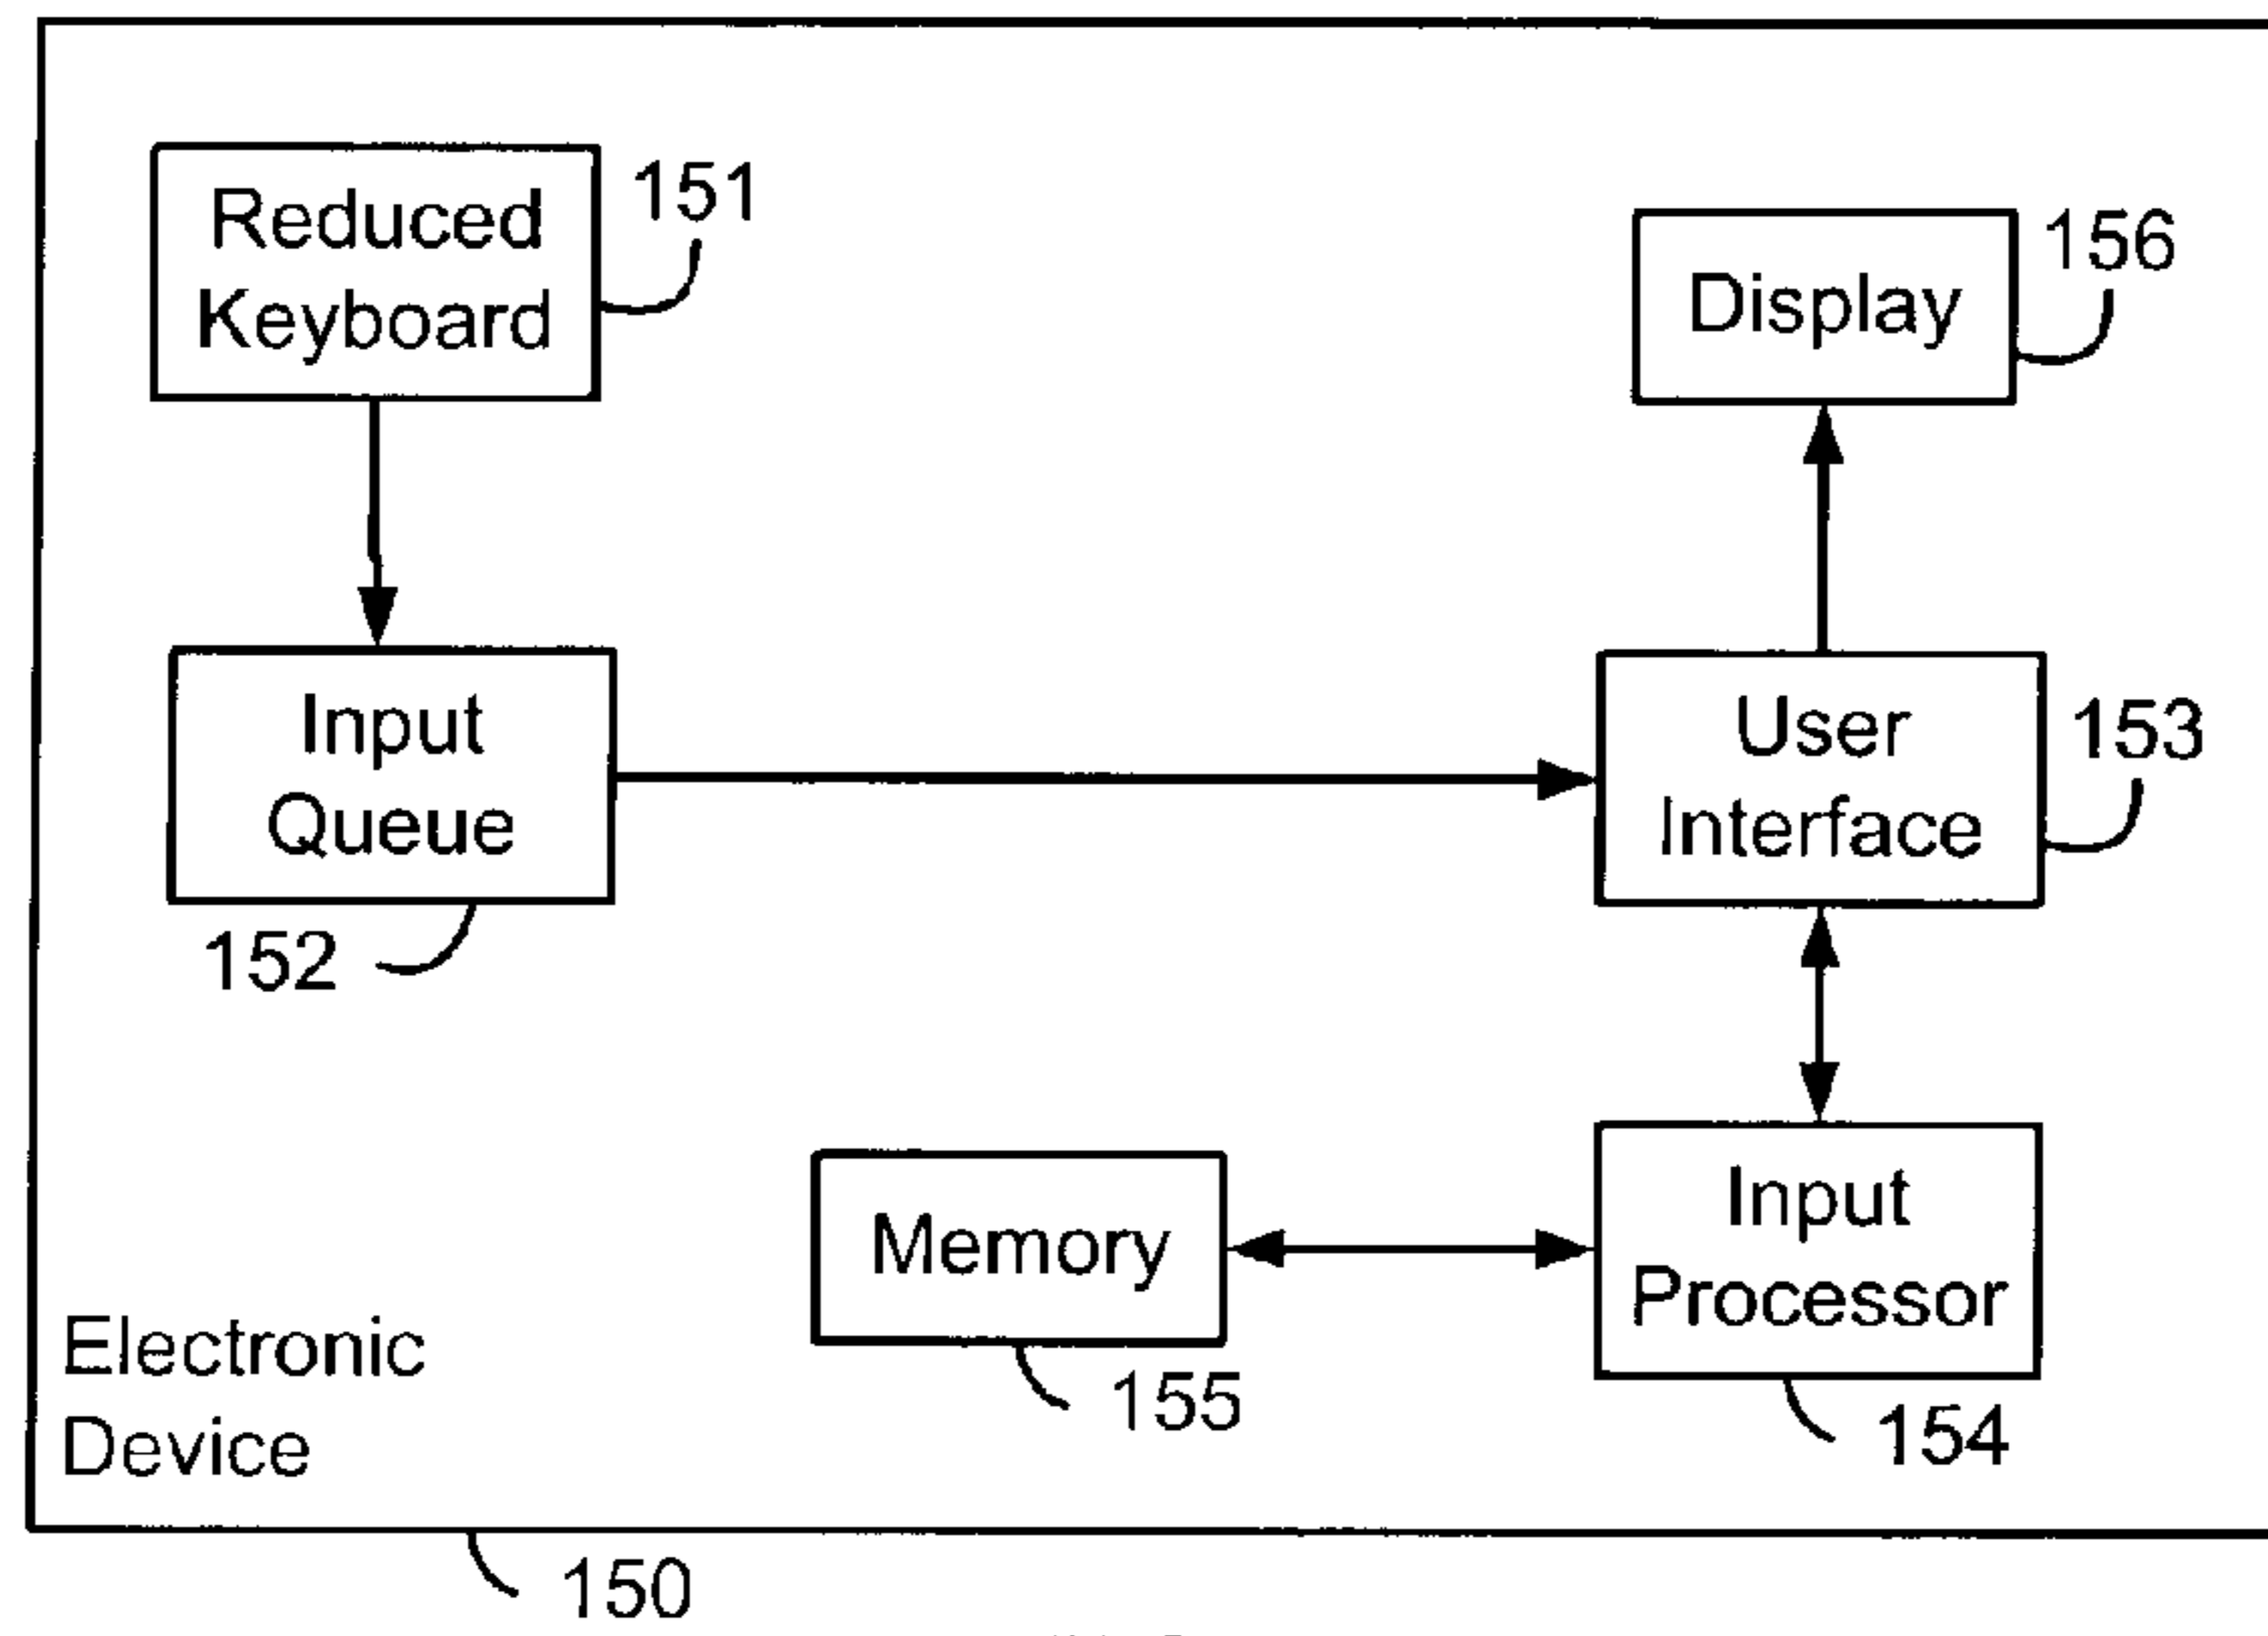 Reduced
Keyboard
151
Display
156
Input
Queue
152
User
Interface
153
Memory
155
Input
Processor
154
Electronic
Device
150